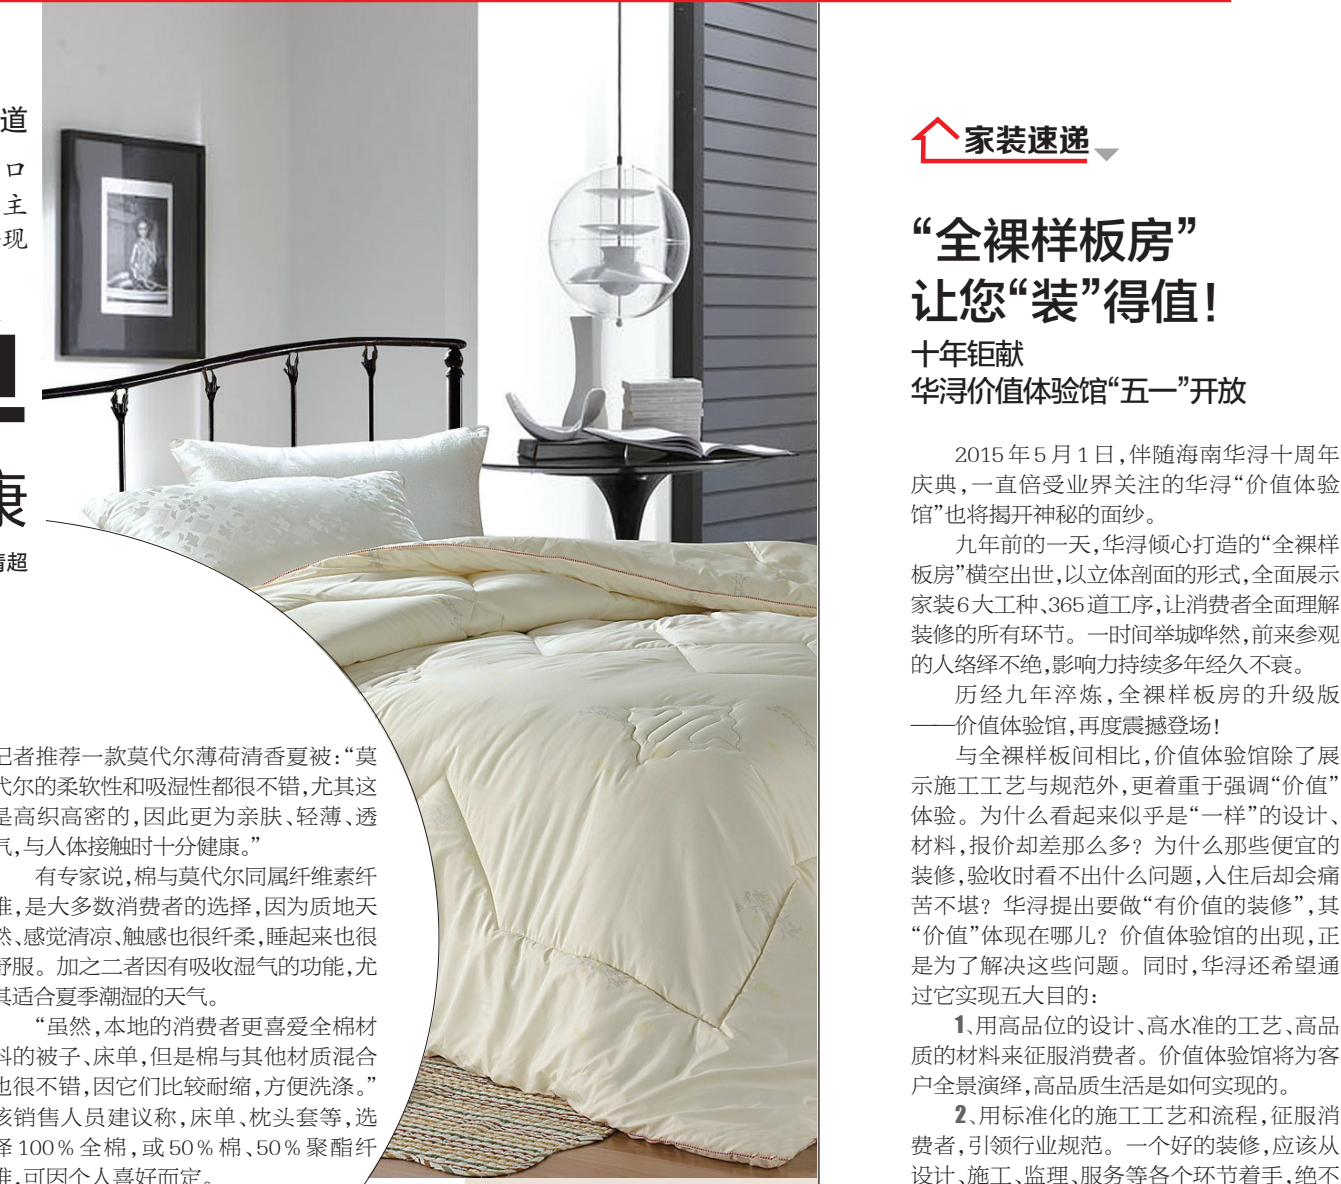 道
口
主
现
康
青超
记者推荐一款莫代尔薄荷清香夏被：“莫
代尔的柔软性和吸湿性都很不错，尤其这
是高织高密的，因此更为亲肤、轻薄、透
气，与人体接触时十分健康。”
有专家说，棉与莫代尔同属纤维素纤
维，是大多数消费者的选择，因为质地天
然、感觉清凉、触感也很纤柔，睡起来也很
舒服。加之二者因有吸收湿气的功能，尤
其适合夏季潮湿的天气。
“虽然，本地的消费者更喜爱全棉材
料的被子、床单，但是棉与其他材质混合
也很不错，因它们比较耐缩，方便洗涤。”
该销售人员建议称，床单、枕头套等，选
择100%全棉，或50%棉、50%聚酯纤
维，可因个人喜好而定。
家装速递
“全裸样板房”
让您“装”得值！
十年钜献
华浔价值体验馆“五一”开放
2015年5月1日，伴随海南华浔十周年
庆典，一直倍受业界关注的华浔“价值体验
馆”也将揭开神秘的面纱。
九年前的一天，华浔倾心打造的“全裸样
板房”横空出世，以立体剖面的形式，全面展示
家装6大工种、365道工序，让消费者全面理解
装修的所有环节。一时间举城哗然，前来参观
的人络绎不绝，影响力持续多年经久不衰。
历经九年淬炼，全裸样板房的升级版
——价值体验馆，再度震撼登场！
与全裸样板间相比，价值体验馆除了展
示施工工艺与规范外，更着重于强调“价值”
体验。为什么看起来似乎是“一样”的设计、
材料，报价却差那么多？为什么那些便宜的
装修，验收时看不出什么问题，入住后却会痛
苦不堪？华浔提出要做“有价值的装修”，其
“价值”体现在哪儿？价值体验馆的出现，正
是为了解决这些问题。同时，华浔还希望通
过它实现五大目的：
1、用高品位的设计、高水准的工艺、高品
质的材料来征服消费者。价值体验馆将为客
户全景演绎，高品质生活是如何实现的。
2、用标准化的施工工艺和流程，征服消
费者，引领行业规范。一个好的装修，应该从
设计、施工、监理、服务等各个环节着手，绝不